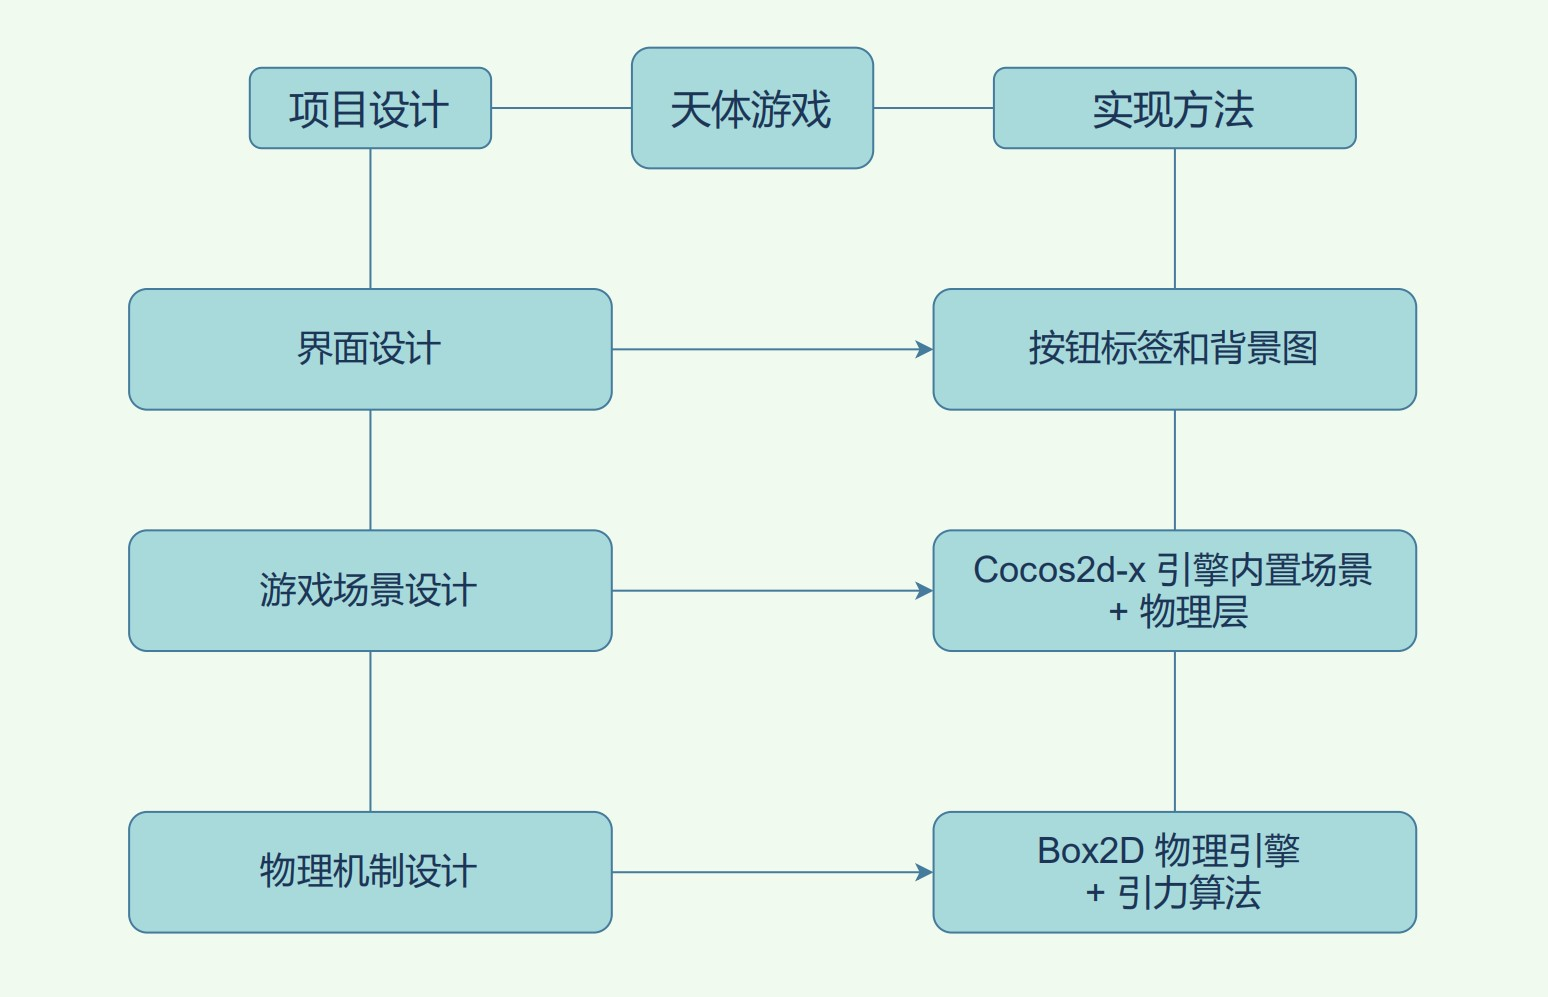 项目设计
天体游戏
实现方法
界面设计
按钮标签和背景图
游戏场景设计
Cocos2d-x 引擎内置场景
+ 物理层
物理机制设计
Box2D 物理引擎
+ 引力算法